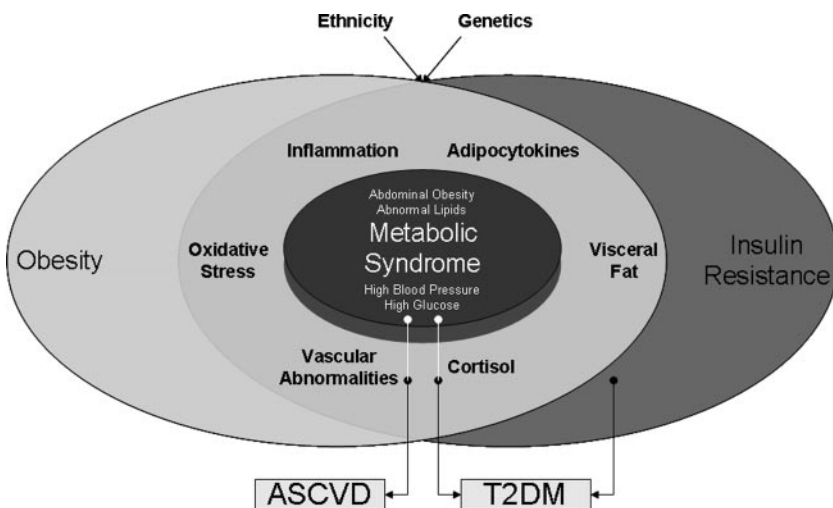 Ethnicity
Genetics
Inflammation
Adipocytokines
Abdominal Obesity
Abnormal Lipids
Metabolic
Syndrome
High Blood Pressure
High Glucose
Obesity
Oxidative
Stress
Visceral
Fat
Insulin
Resistance
Vascular
Abnormalities
Cortisol
ASCVD
T2DM